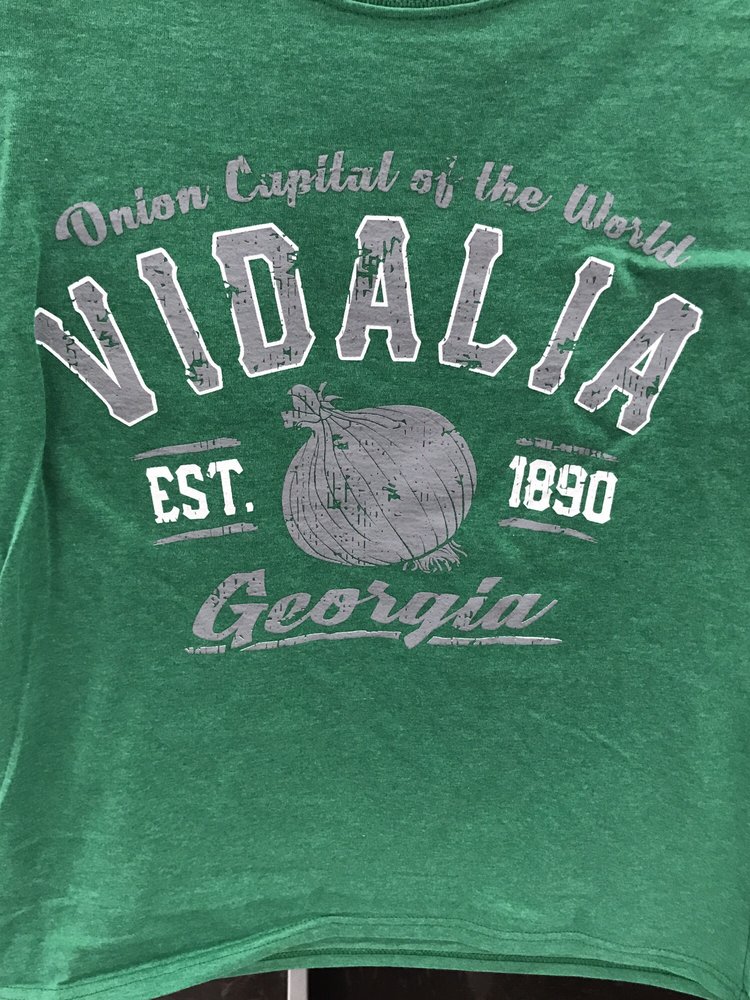 Onion Capital of the World
VIDALIA
EST. 1890
Georgia